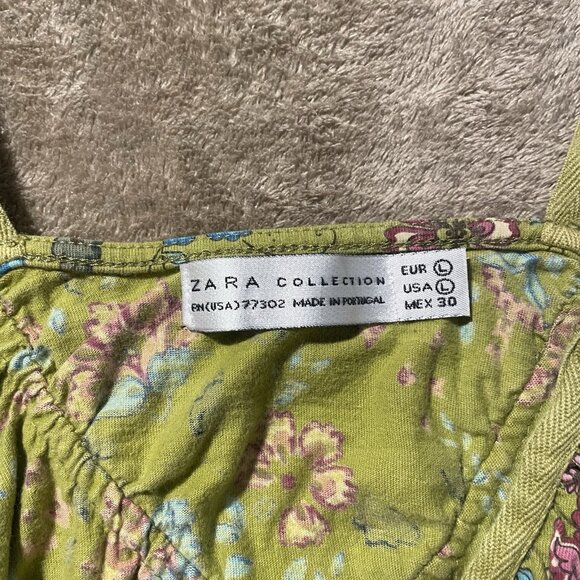 ZARA COLLECTION
RN(USA)77302 MADE IN PORTUGAL
EUR L
USA L
MEX 30